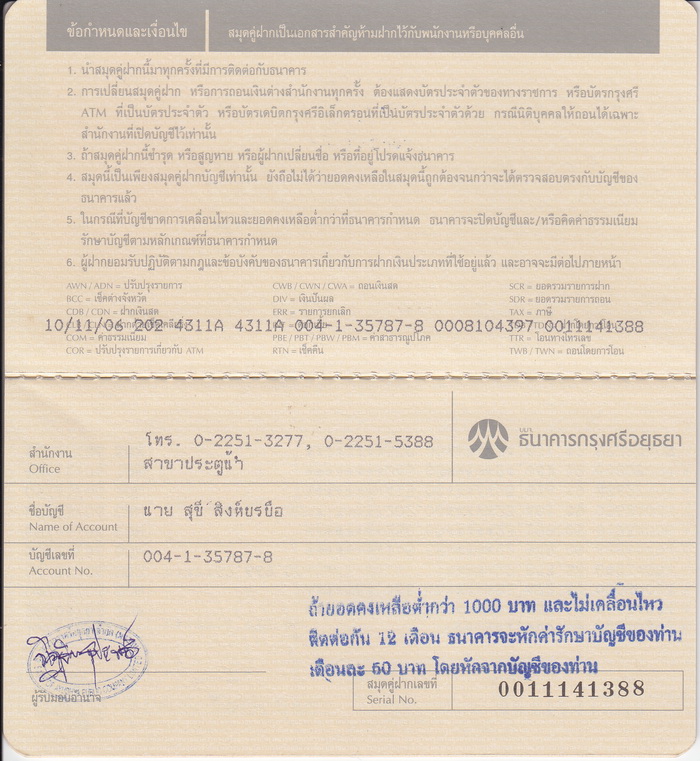 ข้อกำหนดและเงื่อนไข
สมุดคู่ฝากเป็นเอกสารสำคัญห้ามฝากไว้กับพนักงานหรือบุคคลอื่น
1. นำสมุดคู่ฝากนี้มาทุกครั้งที่มีการติดต่อกับธนาคาร
2. การเปลี่ยนสมุดคู่ฝาก หรือการถอนเงินต่างสำนักงานทุกครั้ง ต้องแสดงบัตรประจำตัวของทางราชการ หรือบัตรกรุงศรี
ATM ที่เป็นบัตรประจำตัว หรือบัตรเดบิตกรุงศรีอิเล็กตรอนที่เป็นบัตรประจำตัวด้วย กรณีนิติบุคคลให้ถอนได้เฉพาะ
สำนักงานที่เปิดบัญชีไว้เท่านั้น
3. ถ้าสมุดคู่ฝากนี้ชำรุด หรือสูญหาย หรือผู้ฝากเปลี่ยนชื่อ หรือที่อยู่โปรดแจ้งธนาคาร
4. สมุดนี้เป็นเพียงสมุดคู่ฝากบัญชีเท่านั้น ยังถือไม่ได้ว่ายอดคงเหลือในสมุดนี้ถูกต้องจนกว่าจะได้ตรวจสอบตรงกับบัญชีของ
ธนาคารแล้ว
5. ในกรณีที่บัญชีขาดการเคลื่อนไหวและยอดคงเหลือต่ำกว่าที่ธนาคารกำหนด ธนาคารจะปิดบัญชีและ/หรือคิดค่าธรรมเนียม
รักษาบัญชีตามหลักเกณฑ์ที่ธนาคารกำหนด
6. ผู้ฝากยอมรับปฏิบัติตามกฎและข้อบังคับของธนาคารเกี่ยวกับการฝากเงินประเภทที่ใช้อยู่แล้ว และอาจจะมีต่อไปภายหน้า
AWN / ADN = ปรับปรุงรายการ
CWB / CWN / CWA = ถอนเงินสด
SCR = ยอดรวมรายการฝาก
BCC = เช็คต่างจังหวัด
DIV = เงินปันผล
SDR = ยอดรวมรายการถอน
CDB / CDN = ฝากเงินสด
ERR = รายการยกเลิก
TAX = ภาษี
10/11/06 202 4311A 4311A 004-1-35787-8 0008104397 0011141388
COM = ค่าธรรมเนียม
PBE / PBT / PBW / PBM = ค่าสาธารณูปโภค
TTR = โอนทางโทรเลข
COR = ปรับปรุงรายการเกี่ยวกับ ATM
RTN = เช็คคืน
TWB / TWN = ถอนโดยการโอน
โทร. 0-2251-3277, 0-2251-5388
สำนักงาน
Office
สาขาประตูน้ำ
ธนาคารกรุงศรีอยุธยา
ชื่อบัญชี
Name of Account
นาย สุขี สิงห์บรบือ
บัญชีเลขที่
Account No.
004-1-35787-8
ถ้ายอดคงเหลือต่ำกว่า 1000 บาท และไม่เคลื่อนไหว
ติดต่อกัน 12 เดือน ธนาคารจะหักค่ารักษาบัญชีของท่าน
เดือนละ 50 บาท โดยหักจากบัญชีของท่าน
ผู้รับมอบอำนาจ
สมุดคู่ฝากเลขที่
Serial No.
0011141388